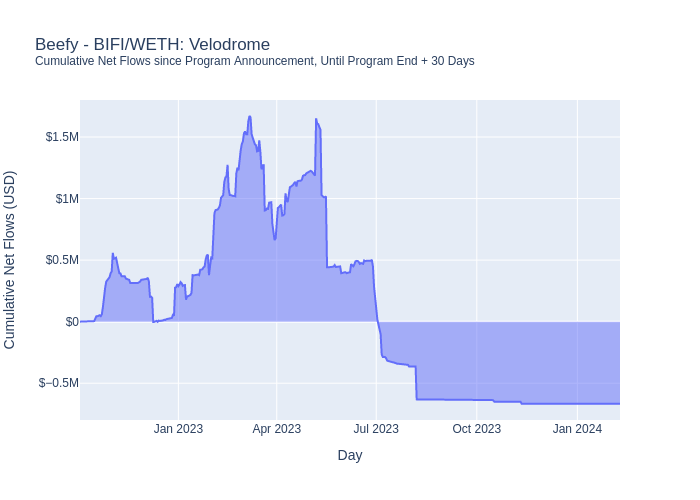 Beefy - BIFI/WETH: Velodrome
Cumulative Net Flows since Program Announcement, Until Program End + 30 Days
Cumulative Net Flows (USD)
$1.5M
$1M
$0.5M
$0
$−0.5M
Jan 2023
Apr 2023
Jul 2023
Oct 2023
Jan 2024
Day